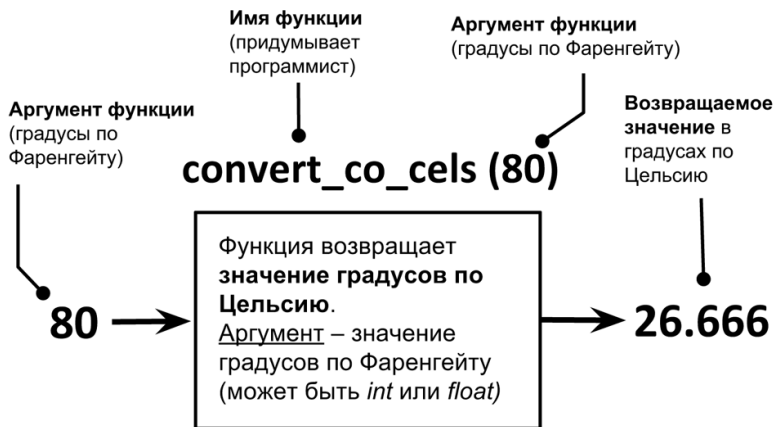 Имя функции
(придумывает
программист)
Аргумент функции
(градусы по Фаренгейту)
Аргумент функции
(градусы по
Фаренгейту)
Возвращаемое
значение в
градусах по
Цельсию
convert_co_cels (80)
80
Функция возвращает
значение градусов по
Цельсию.
Аргумент – значение
градусов по Фаренгейту
(может быть int или float)
26.666